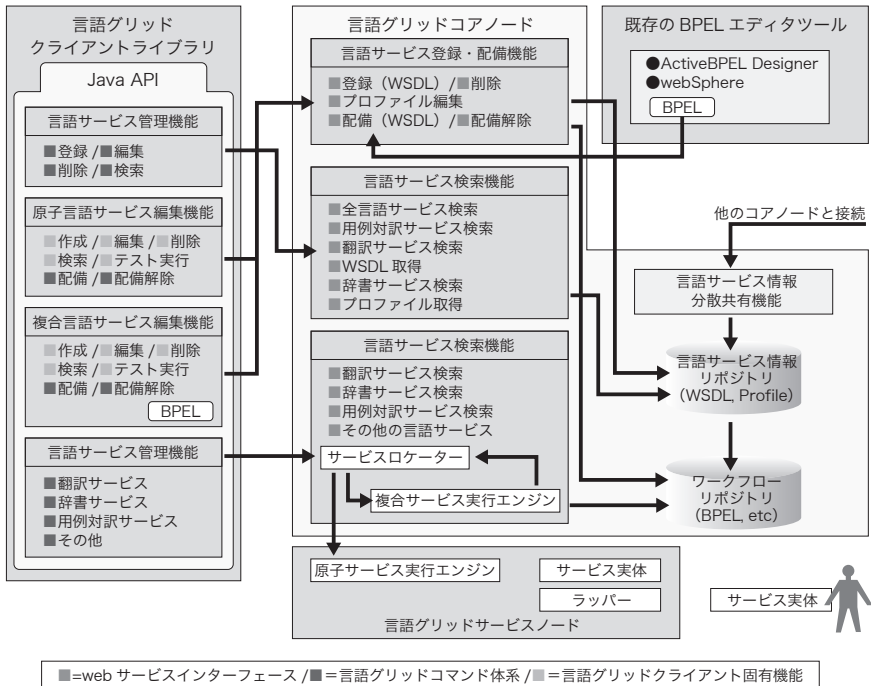 言語グリッド
クライアントライブラリ
Java API
言語サービス管理機能
■登録 /■編集
■削除 /■検索
原子言語サービス編集機能
■作成 /■編集 /■削除
■検索 /■テスト実行
■配備 /■配備解除
複合言語サービス編集機能
■作成 /■編集 /■削除
■検索 /■テスト実行
■配備 /■配備解除
BPEL
言語サービス管理機能
■翻訳サービス
■辞書サービス
■用例対訳サービス
■その他
言語グリッドコアノード
言語サービス登録・配備機能
■登録（WSDL）/■削除
■プロファイル編集
■配備（WSDL）/■配備解除
言語サービス検索機能
■全言語サービス検索
■用例対訳サービス検索
■翻訳サービス検索
■WSDL 取得
■辞書サービス検索
■プロファイル取得
言語サービス検索機能
■翻訳サービス検索
■辞書サービス検索
■用例対訳サービス検索
■その他の言語サービス
サービスロケーター
複合サービス実行エンジン
既存の BPEL エディタツール
●ActiveBPEL Designer
●webSphere
BPEL
他のコアノードと接続
言語サービス情報
分散共有機能
言語サービス情報
リポジトリ
（WSDL, Profile）
ワークフロー
リポジトリ
（BPEL, etc）
原子サービス実行エンジン
サービス実体
ラッパー
言語グリッドサービスノード
サービス実体
■=web サービスインターフェース /■＝言語グリッドコマンド体系 /■＝言語グリッドクライアント固有機能